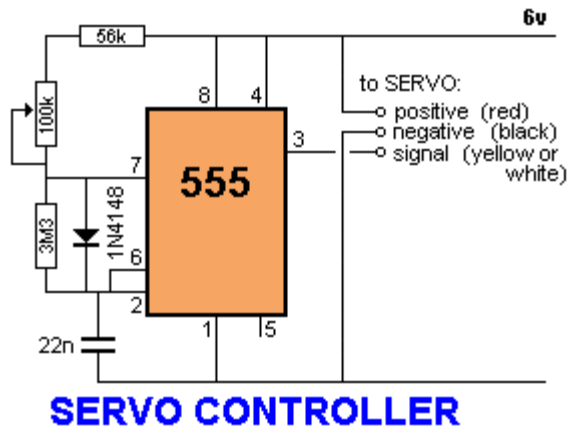 6v
56k
to SERVO:
8
4
positive (red)
100k
negative (black)
3
signal (yellow or
white)
7
555
3M3
1N4148
6
2
1
5
22n
SERVO CONTROLLER